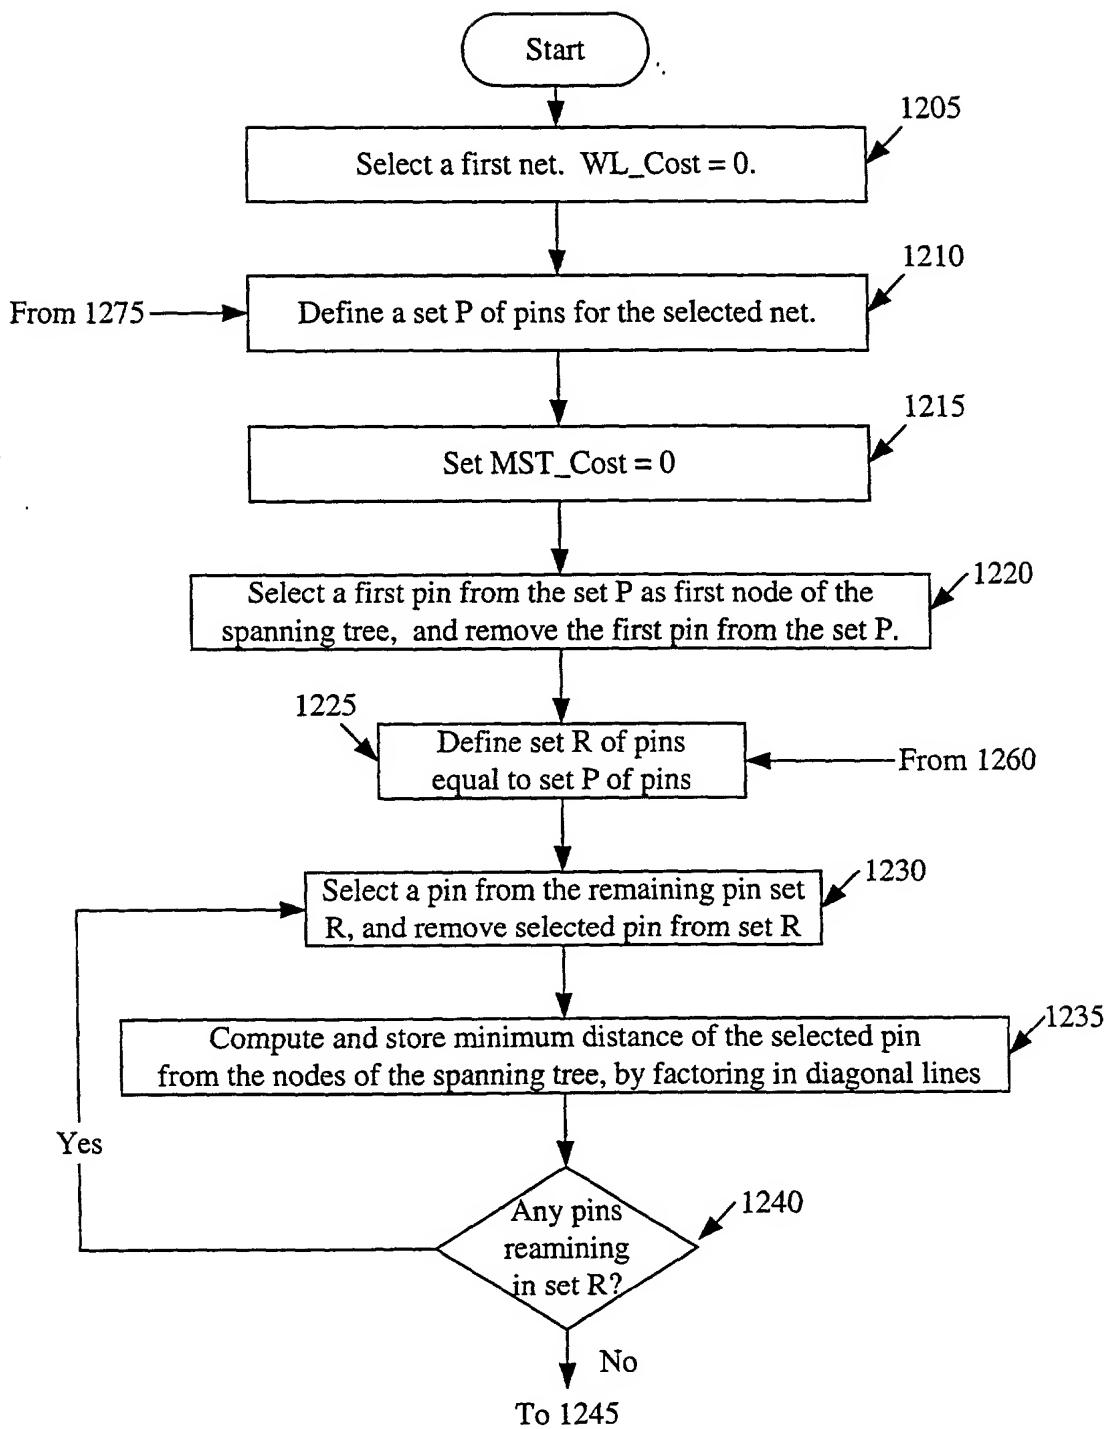 Start
1205
Select a first net. WL_Cost = 0.
1210
From 1275
Define a set P of pins for the selected net.
1215
Set MST_Cost = 0
1220
Select a first pin from the set P as first node of the
spanning tree, and remove the first pin from the set P.
1225
Define set R of pins
equal to set P of pins
From 1260
1230
Select a pin from the remaining pin set
R, and remove selected pin from set R
1235
Compute and store minimum distance of the selected pin
from the nodes of the spanning tree, by factoring in diagonal lines
Yes
1240
Any pins
reamining
in set R?
No
To 1245